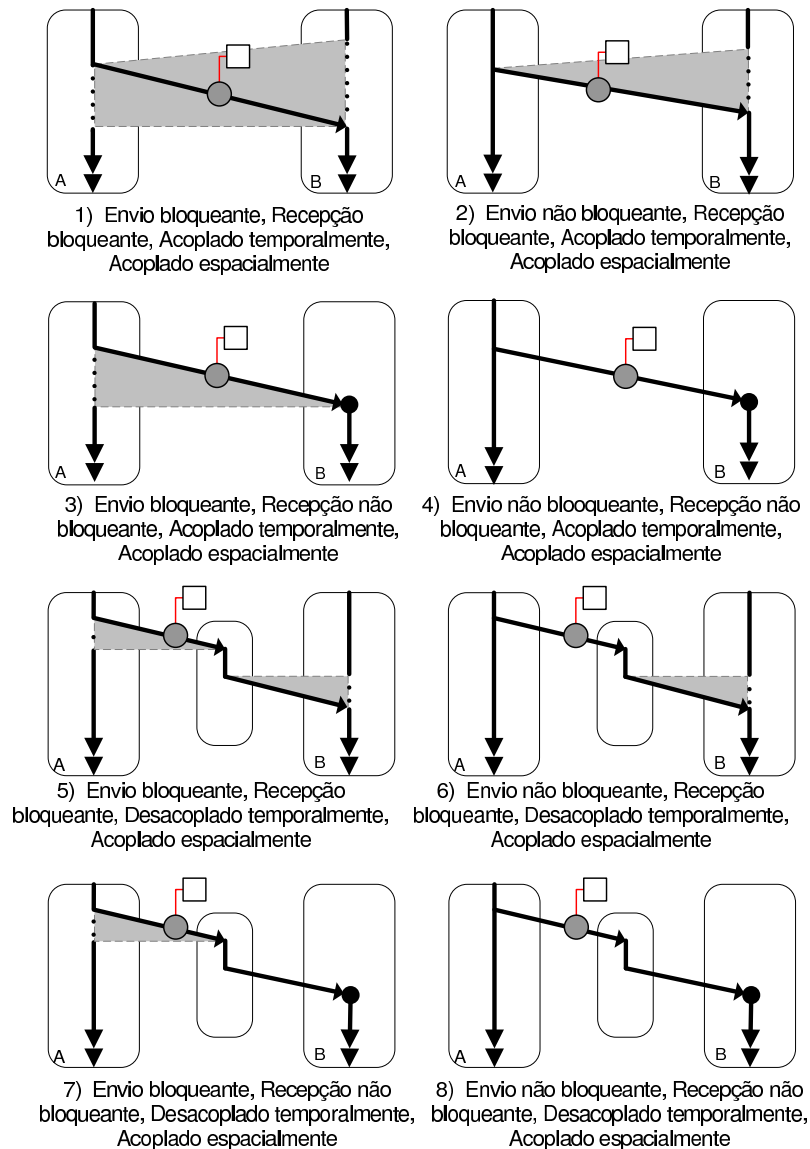 A
B
1) Envio bloqueante, Recepção
bloqueante, Acoplado temporalmente,
Acoplado espacialmente
A
B
2) Envio não bloqueante, Recepção
bloqueante, Acoplado temporalmente,
Acoplado espacialmente
A
B
3) Envio bloqueante, Recepção não
bloqueante, Acoplado temporalmente,
Acoplado espacialmente
A
B
4) Envio não blooqueante, Recepção não
bloqueante, Acoplado temporalmente,
Acoplado espacialmente
A
B
5) Envio bloqueante, Recepção
bloqueante, Desacoplado temporalmente,
Acoplado espacialmente
A
B
6) Envio não bloqueante, Recepção
bloqueante, Desacoplado temporalmente,
Acoplado espacialmente
A
B
7) Envio bloqueante, Recepção não
bloqueante, Desacoplado temporalmente,
Acoplado espacialmente
A
B
8) Envio não bloqueante, Recepção não
bloqueante, Desacoplado temporalmente,
Acoplado espacialmente